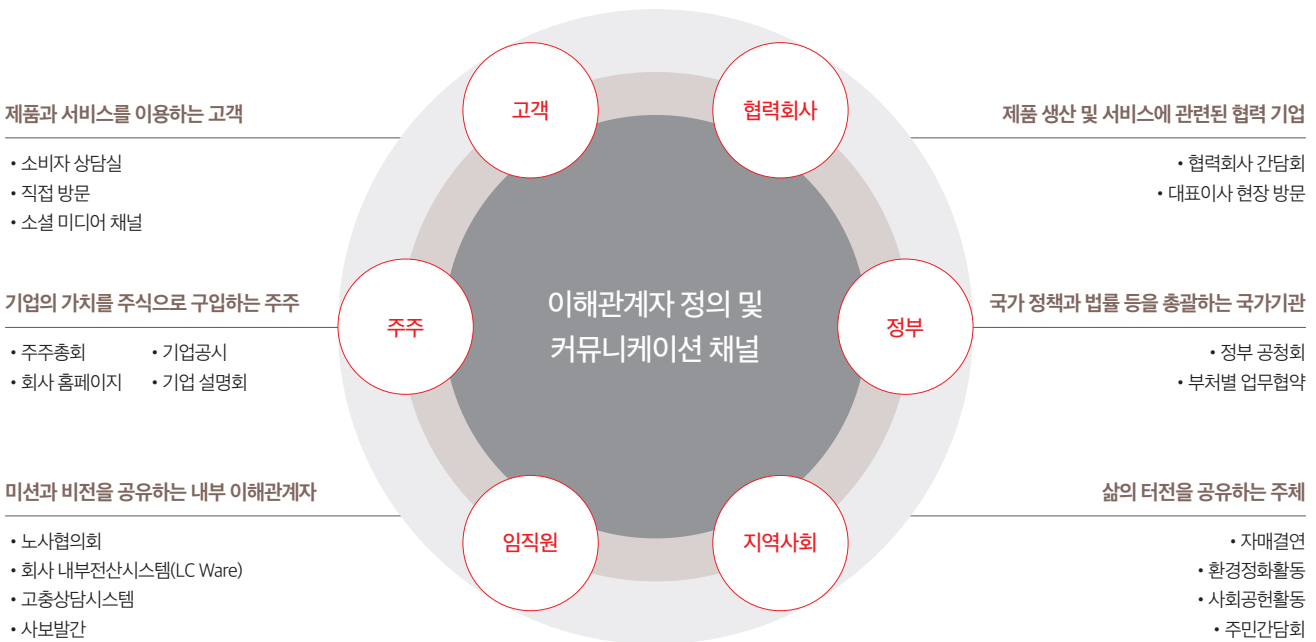 고객
협력회사
제품과 서비스를 이용하는 고객
• 소비자 상담실
• 직접 방문
• 소셜 미디어 채널
제품 생산 및 서비스에 관련된 협력 기업
• 협력회사 간담회
• 대표이사 현장 방문
이해관계자 정의 및
커뮤니케이션 채널
주주
기업의 가치를 주식으로 구입하는 주주
• 주주총회 • 기업공시
• 회사 홈페이지 • 기업 설명회
정부
국가 정책과 법률 등을 총괄하는 국가기관
• 정부 공청회
• 부처별 업무협약
임직원
미션과 비전을 공유하는 내부 이해관계자
• 노사협의회
• 회사 내부전산시스템(LC Ware)
• 고충상담시스템
• 사보발간
지역사회
삶의 터전을 공유하는 주체
• 자매결연
• 환경정화활동
• 사회공헌활동
• 주민간담회